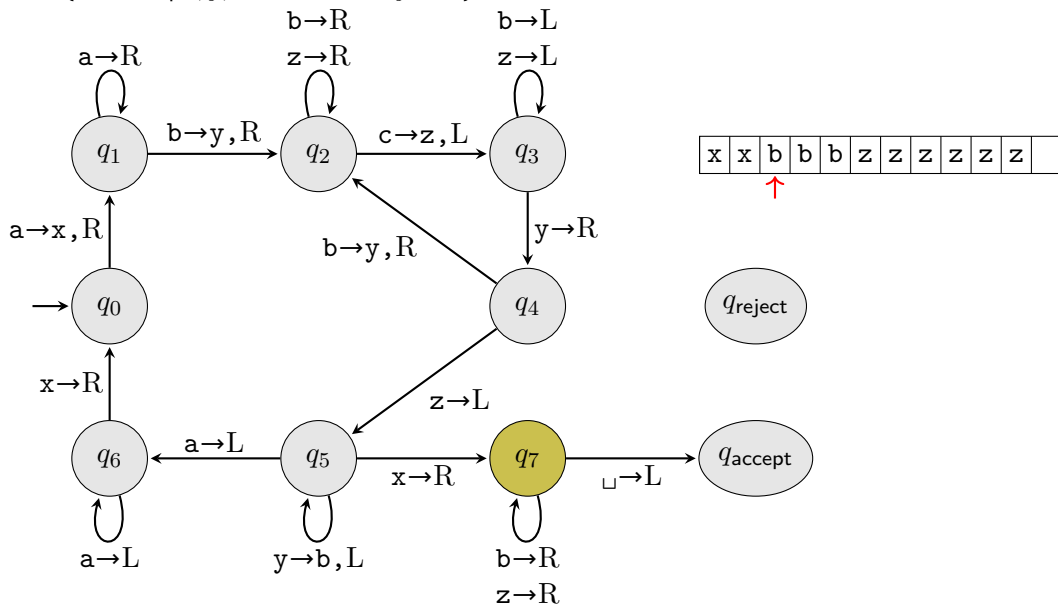 b→R b→L
a→R z→R z→L
q1 b→y,R q2 c→z,L q3 x x b b b z z z z z z
a→x,R b→y,R y→R
q0 q4 qreject
x→R z→L
q6 a→L q5 x→R q7 ␣→L qaccept
a→L y→b,L b→R
z→R